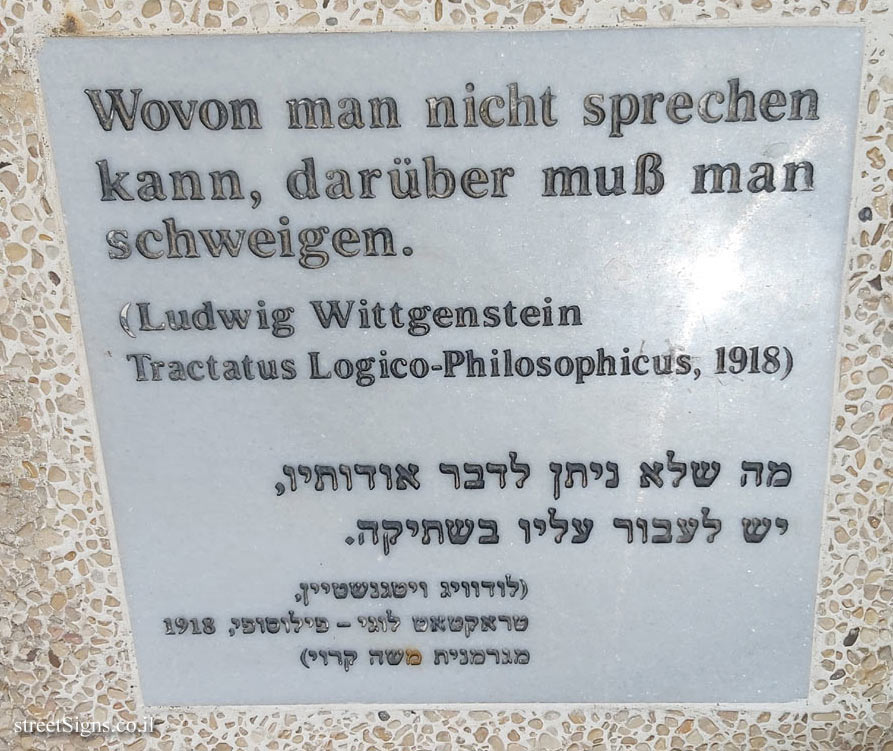 Wovon man nicht sprechen
kann, darüber muß man
schweigen.
(Ludwig Wittgenstein
Tractatus Logico-Philosophicus, 1918)
מה שלא ניתן לדבר אודותיו,
יש לעבור עליו בשתיקה.
(לודוויג ויטגנשטיין,
טראקטאט לוגי – פילוסופי, 1918
מגרמנית משה קרוי)
streetSigns.co.il